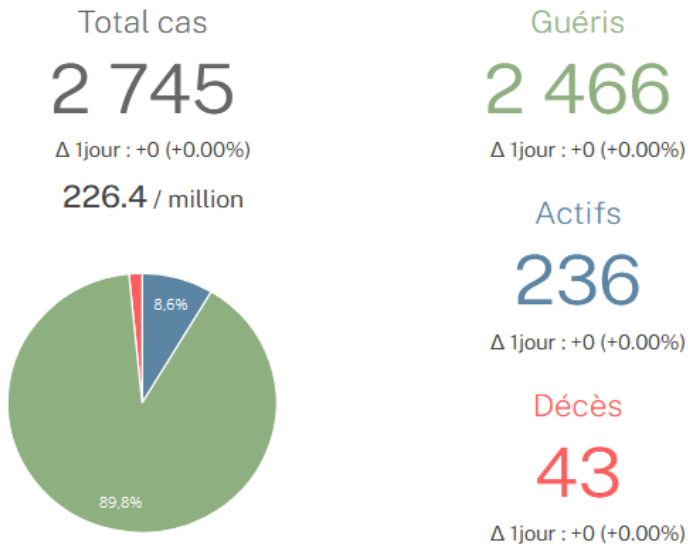 Total cas
2 745
Δ 1jour : +0 (+0.00%)
226.4 / million
8,6%
89,8%
Guéris
2 466
Δ 1jour : +0 (+0.00%)
Actifs
236
Δ 1jour : +0 (+0.00%)
Décès
43
Δ 1jour : +0 (+0.00%)